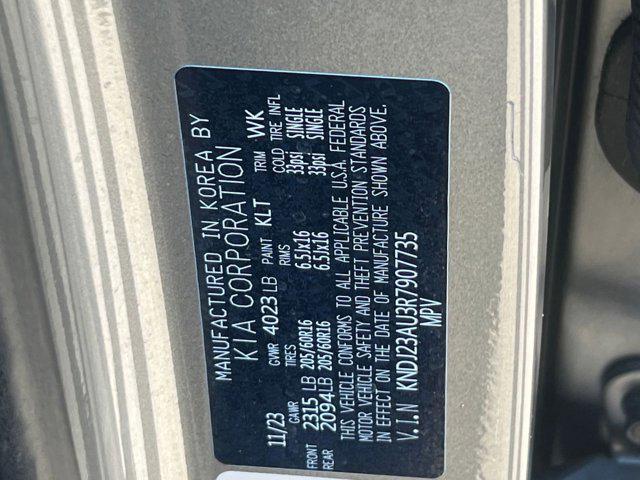 MANUFACTURED IN KOREA BY
KIA CORPORATION
11/23 GVWR 4023 LB PAINT KLT TRIM WK
GAWR TIRES RIMS COLD TIRE INFL
FRONT 2315 LB 205/60R16 6.5Jx16 33psi SINGLE
REAR 2094LB 205/60R16 6.5Jx16 33psi SINGLE
THIS VEHICLE CONFORMS TO ALL APPLICABLE U.S.A. FEDERAL
MOTOR VEHICLE SAFETY AND THEFT PREVENTION STANDARDS
IN EFFECT ON THE DATE OF MANUFACTURE SHOWN ABOVE.
V.I.N KNDJ23AU3R7907735
MPV